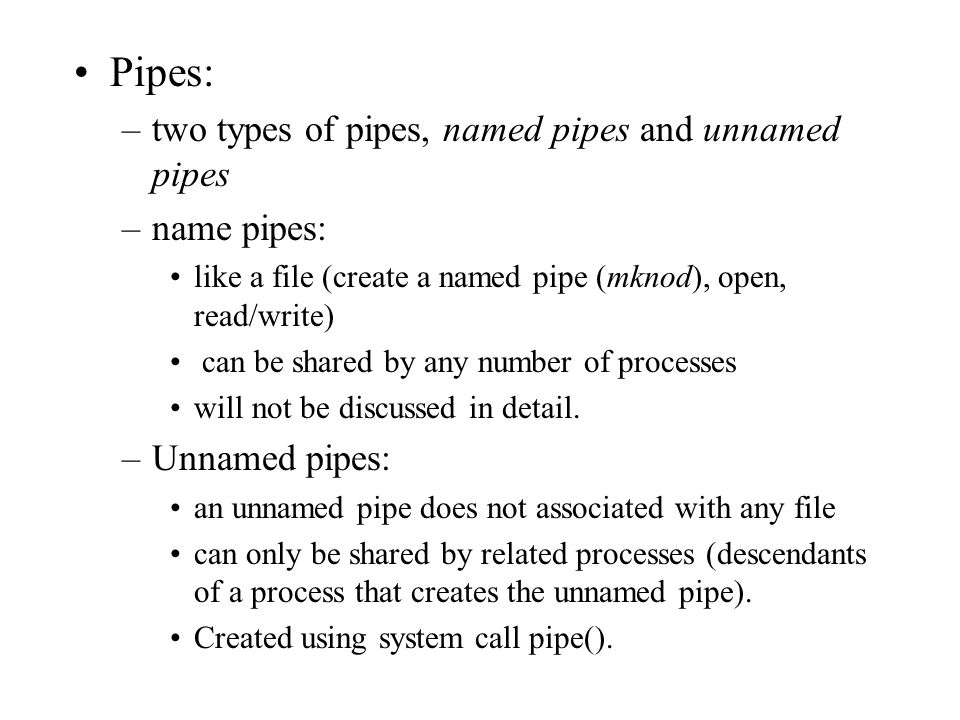 • Pipes:
– two types of pipes, named pipes and unnamed
pipes
– name pipes:
• like a file (create a named pipe (mknod), open,
read/write)
• can be shared by any number of processes
• will not be discussed in detail.
– Unnamed pipes:
• an unnamed pipe does not associated with any file
• can only be shared by related processes (descendants
of a process that creates the unnamed pipe).
• Created using system call pipe().